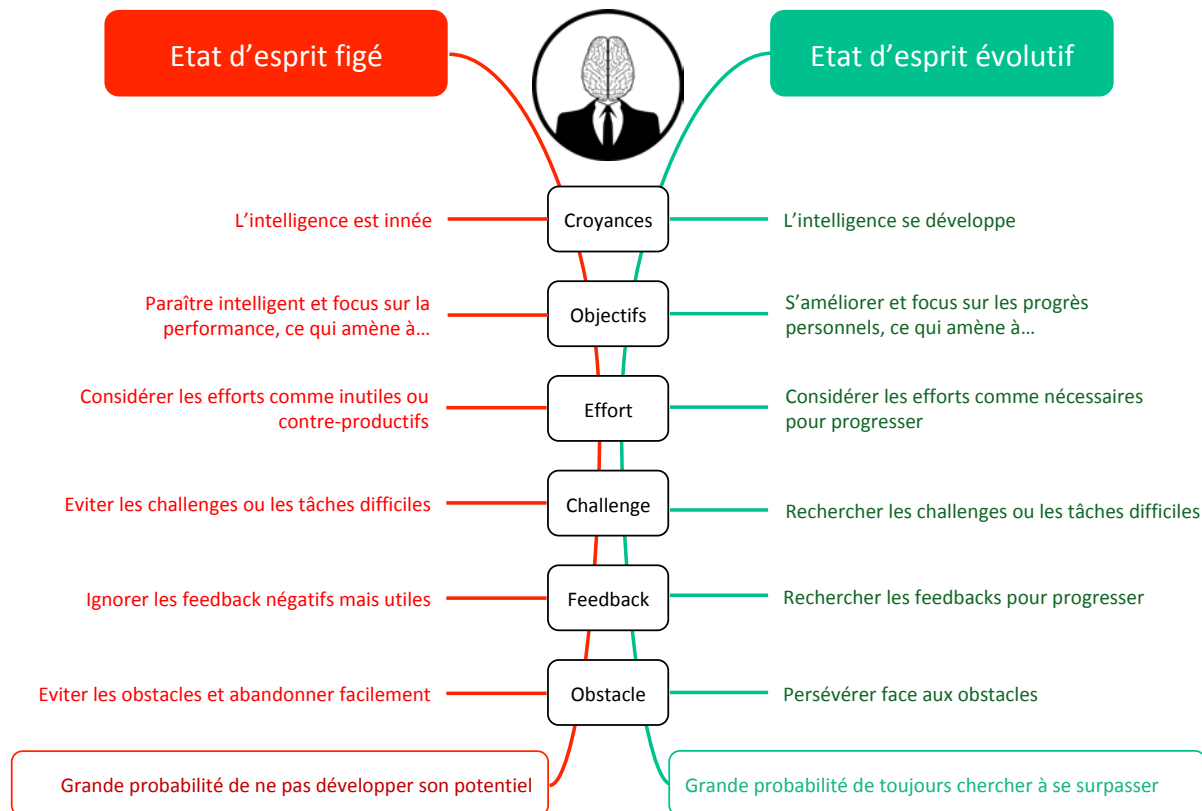 Etat d’esprit figé
Etat d’esprit évolutif
L’intelligence est innée
Croyances
L’intelligence se développe
Paraître intelligent et focus sur la
performance, ce qui amène à…
Objectifs
S’améliorer et focus sur les progrès
personnels, ce qui amène à…
Considérer les efforts comme inutiles ou
contre-productifs
Effort
Considérer les efforts comme nécessaires
pour progresser
Eviter les challenges ou les tâches difficiles
Challenge
Rechercher les challenges ou les tâches difficiles
Ignorer les feedback négatifs mais utiles
Feedback
Rechercher les feedbacks pour progresser
Eviter les obstacles et abandonner facilement
Obstacle
Persévérer face aux obstacles
Grande probabilité de ne pas développer son potentiel
Grande probabilité de toujours chercher à se surpasser